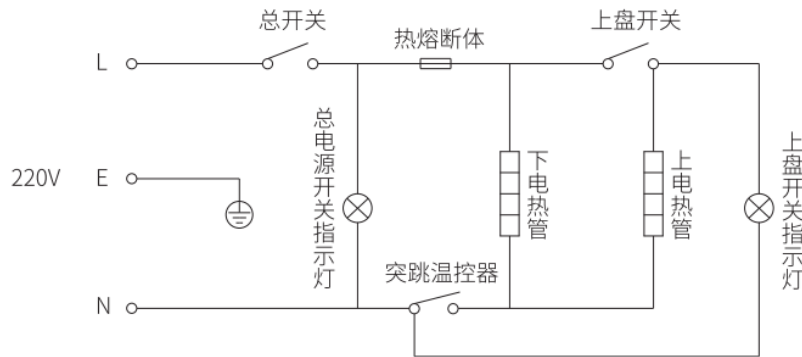 总开关
热熔断体
上盘开关
L
总电源开关指示灯
下电热管
上电热管
上盘开关指示灯
220V
E
突跳温控器
N